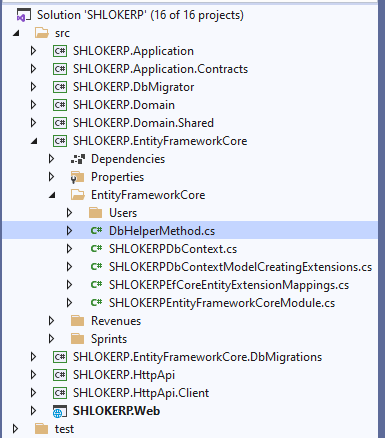 Solution 'SHLOKERP' (16 of 16 projects)
src
C# SHLOKERP.Application
C# SHLOKERP.Application.Contracts
C# SHLOKERP.DbMigrator
C# SHLOKERP.Domain
C# SHLOKERP.Domain.Shared
C# SHLOKERP.EntityFrameworkCore
Dependencies
Properties
EntityFrameworkCore
Users
C# DbHelperMethod.cs
C# SHLOKERPDbContext.cs
C# SHLOKERPDbContextModelCreatingExtensions.cs
C# SHLOKERPEfCoreEntityExtensionMappings.cs
C# SHLOKERPEntityFrameworkCoreModule.cs
Revenues
Sprints
C# SHLOKERP.EntityFrameworkCore.DbMigrations
C# SHLOKERP.HttpApi
C# SHLOKERP.HttpApi.Client
SHLOKERP.Web
test